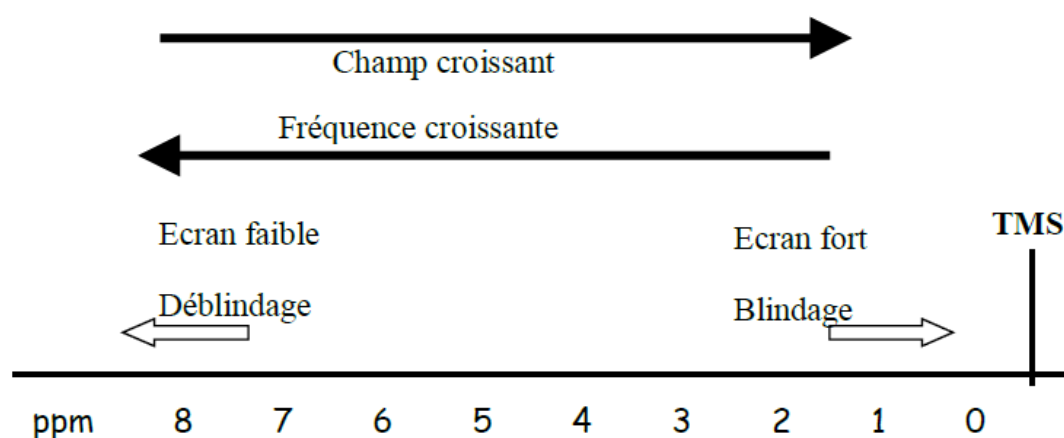 Champ croissant
Fréquence croissante
Ecran faible
Ecran fort
TMS
Déblindage
Blindage
ppm 8 7 6 5 4 3 2 1 0